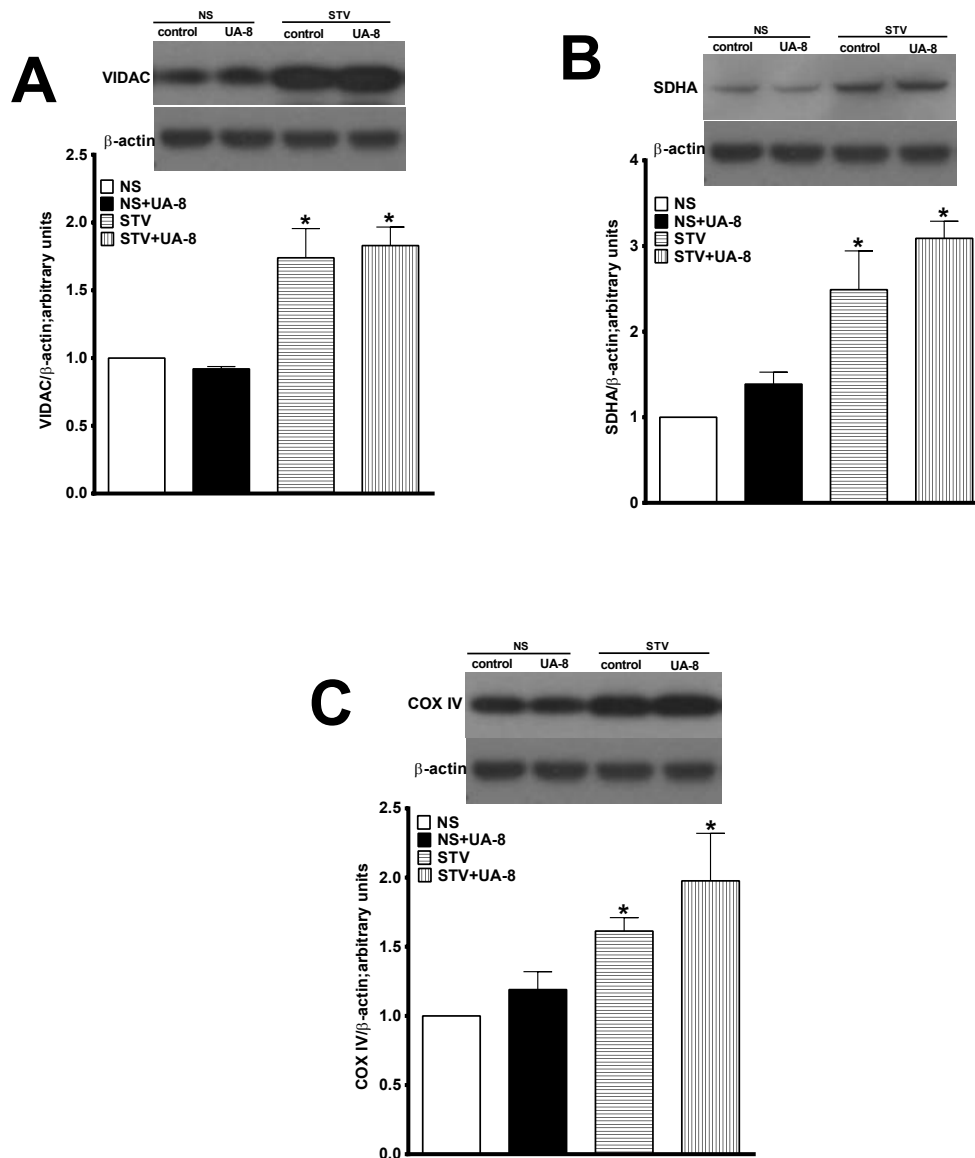 A
NS STV
control UA-8 control UA-8
VIDAC
β-actin
2.5
2.0
1.5
1.0
0.5
0.0
VIDAC/β-actin;arbitrary units
NS
NS+UA-8
STV
STV+UA-8
* *
B
NS STV
control UA-8 control UA-8
SDHA
β-actin
4
3
2
1
0
SDHA/β-actin;arbitrary units
NS
NS+UA-8
STV
STV+UA-8
* *
C
NS STV
control UA-8 control UA-8
COX IV
β-actin
2.5
2.0
1.5
1.0
0.5
0.0
COX IV/β-actin;arbitrary units
NS
NS+UA-8
STV
STV+UA-8
* *